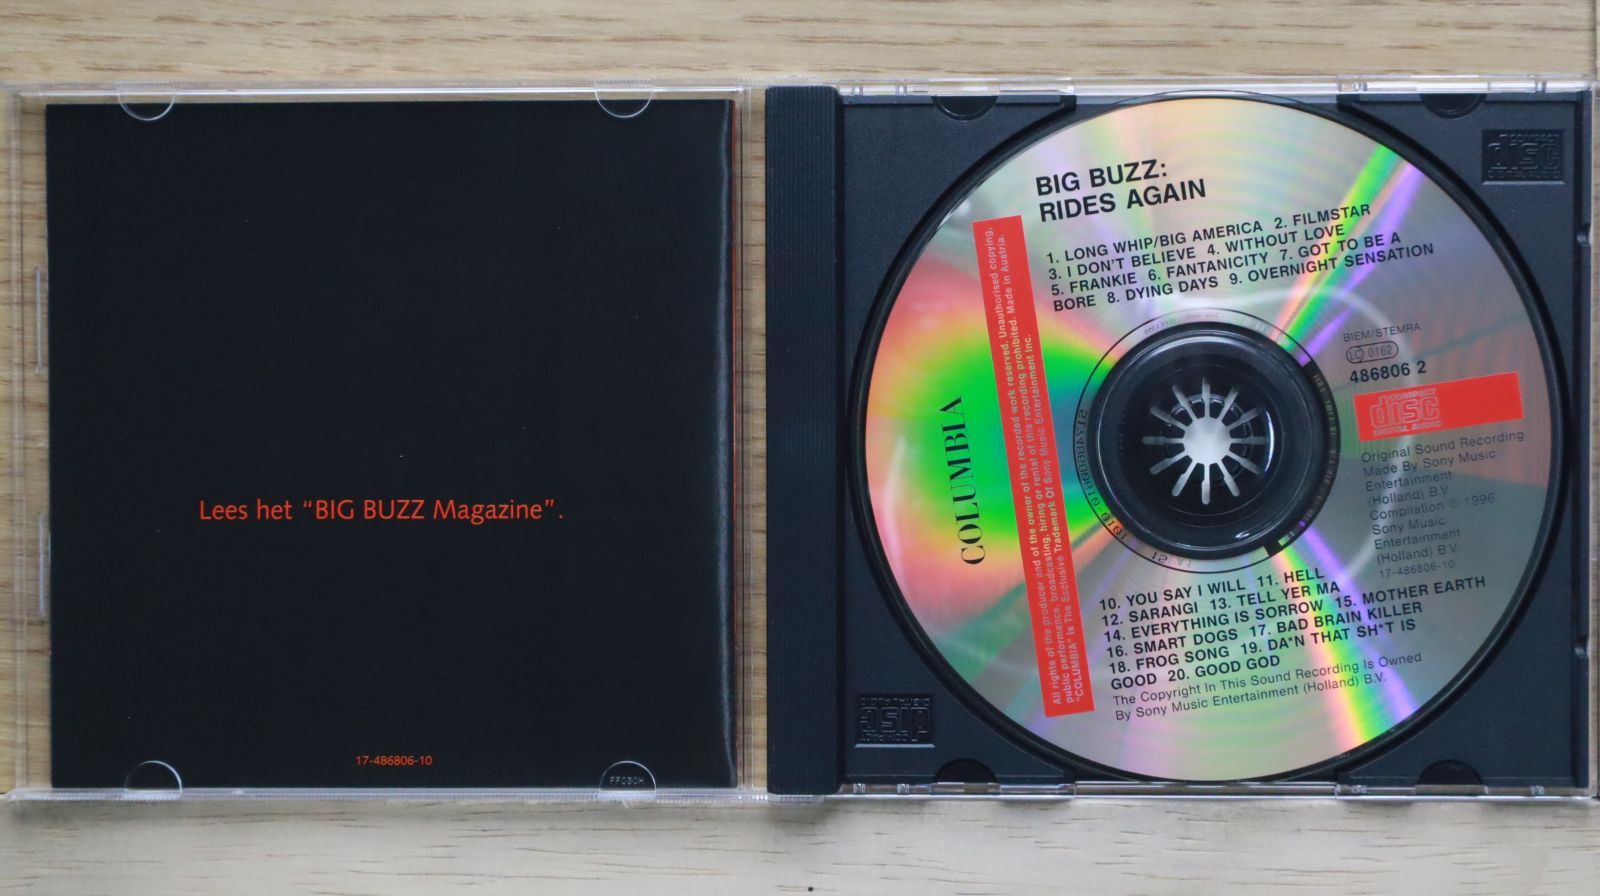 Lees het “BIG BUZZ Magazine”.
17-486806-10
BIG BUZZ:
RIDES AGAIN
1. LONG WHIP/BIG AMERICA 2. FILMSTAR
3. I DON'T BELIEVE 4. WITHOUT LOVE
5. FRANKIE 6. FANTANICITY 7. GOT TO BE A
BORE 8. DYING DAYS 9. OVERNIGHT SENSATION
All rights of the producer and of the owner of the recorded work reserved. Unauthorised copying,
public performance, broadcasting, hiring or rental of this recording prohibited. Made in Austria.
"COLUMBIA" Is The Exclusive Trademark Of Sony Music Entertainment Inc.
COLUMBIA
BIEM/STEMRA
LC 0162
486806 2
COMPACT
disc
DIGITAL AUDIO
Original Sound Recording
Made By Sony Music
Entertainment
(Holland) B.V.
Compilation ℗ 1996
Sony Music
Entertainment
(Holland) B.V.
17-486806-10
10. YOU SAY I WILL 11. HELL
12. SARANGI 13. TELL YER MA
14. EVERYTHING IS SORROW 15. MOTHER EARTH
16. SMART DOGS 17. BAD BRAIN KILLER
18. FROG SONG 19. DA*N THAT SH*T IS
GOOD 20. GOOD GOD
The Copyright In This Sound Recording Is Owned
By Sony Music Entertainment (Holland) B.V.
COMPACT
disc
DIGITAL AUDIO
COMPACT
disc
DIGITAL AUDIO